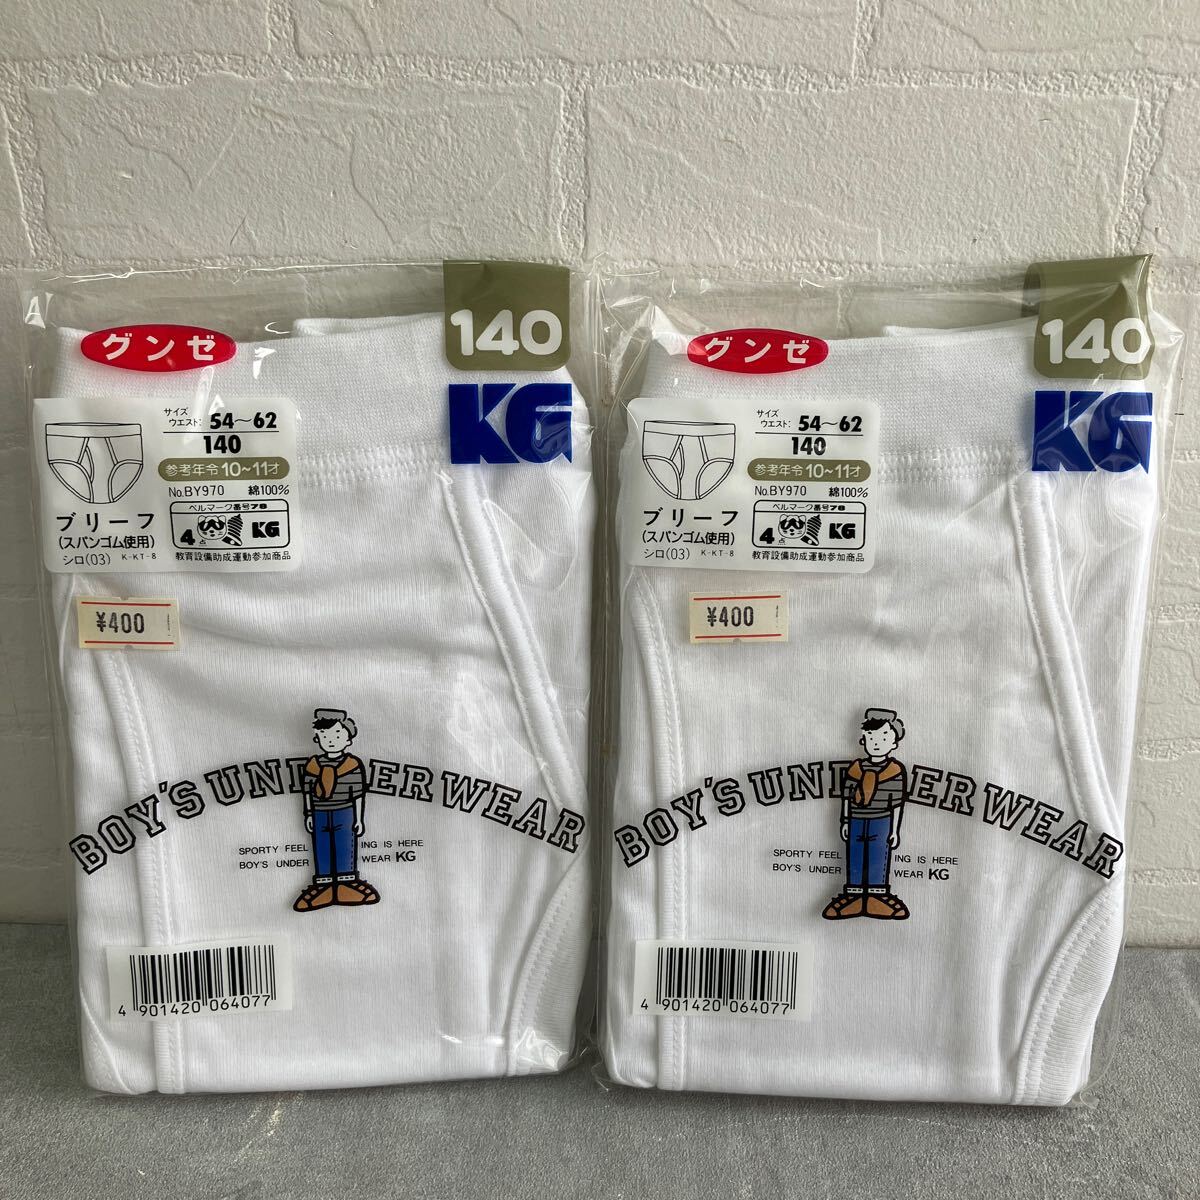 140
グンゼ
KG
サイズ
ウエスト: 54～62
140
参考年令10～11才
No.BY970 綿100%
ベルマーク番号78
4点 KG
教育設備助成運動参加商品
ブリーフ
(スパンゴム使用)
シロ(03) K-KT-8
¥400
BOY'S UNDERWEAR
SPORTY FEELING IS HERE
BOY'S UNDERWEAR KG
4 901420 064077
140
グンゼ
KG
サイズ
ウエスト: 54～62
140
参考年令10～11才
No.BY970 綿100%
ベルマーク番号78
4点 KG
教育設備助成運動参加商品
ブリーフ
(スパンゴム使用)
シロ(03) K-KT-8
¥400
BOY'S UNDERWEAR
SPORTY FEELING IS HERE
BOY'S UNDERWEAR KG
4 901420 064077